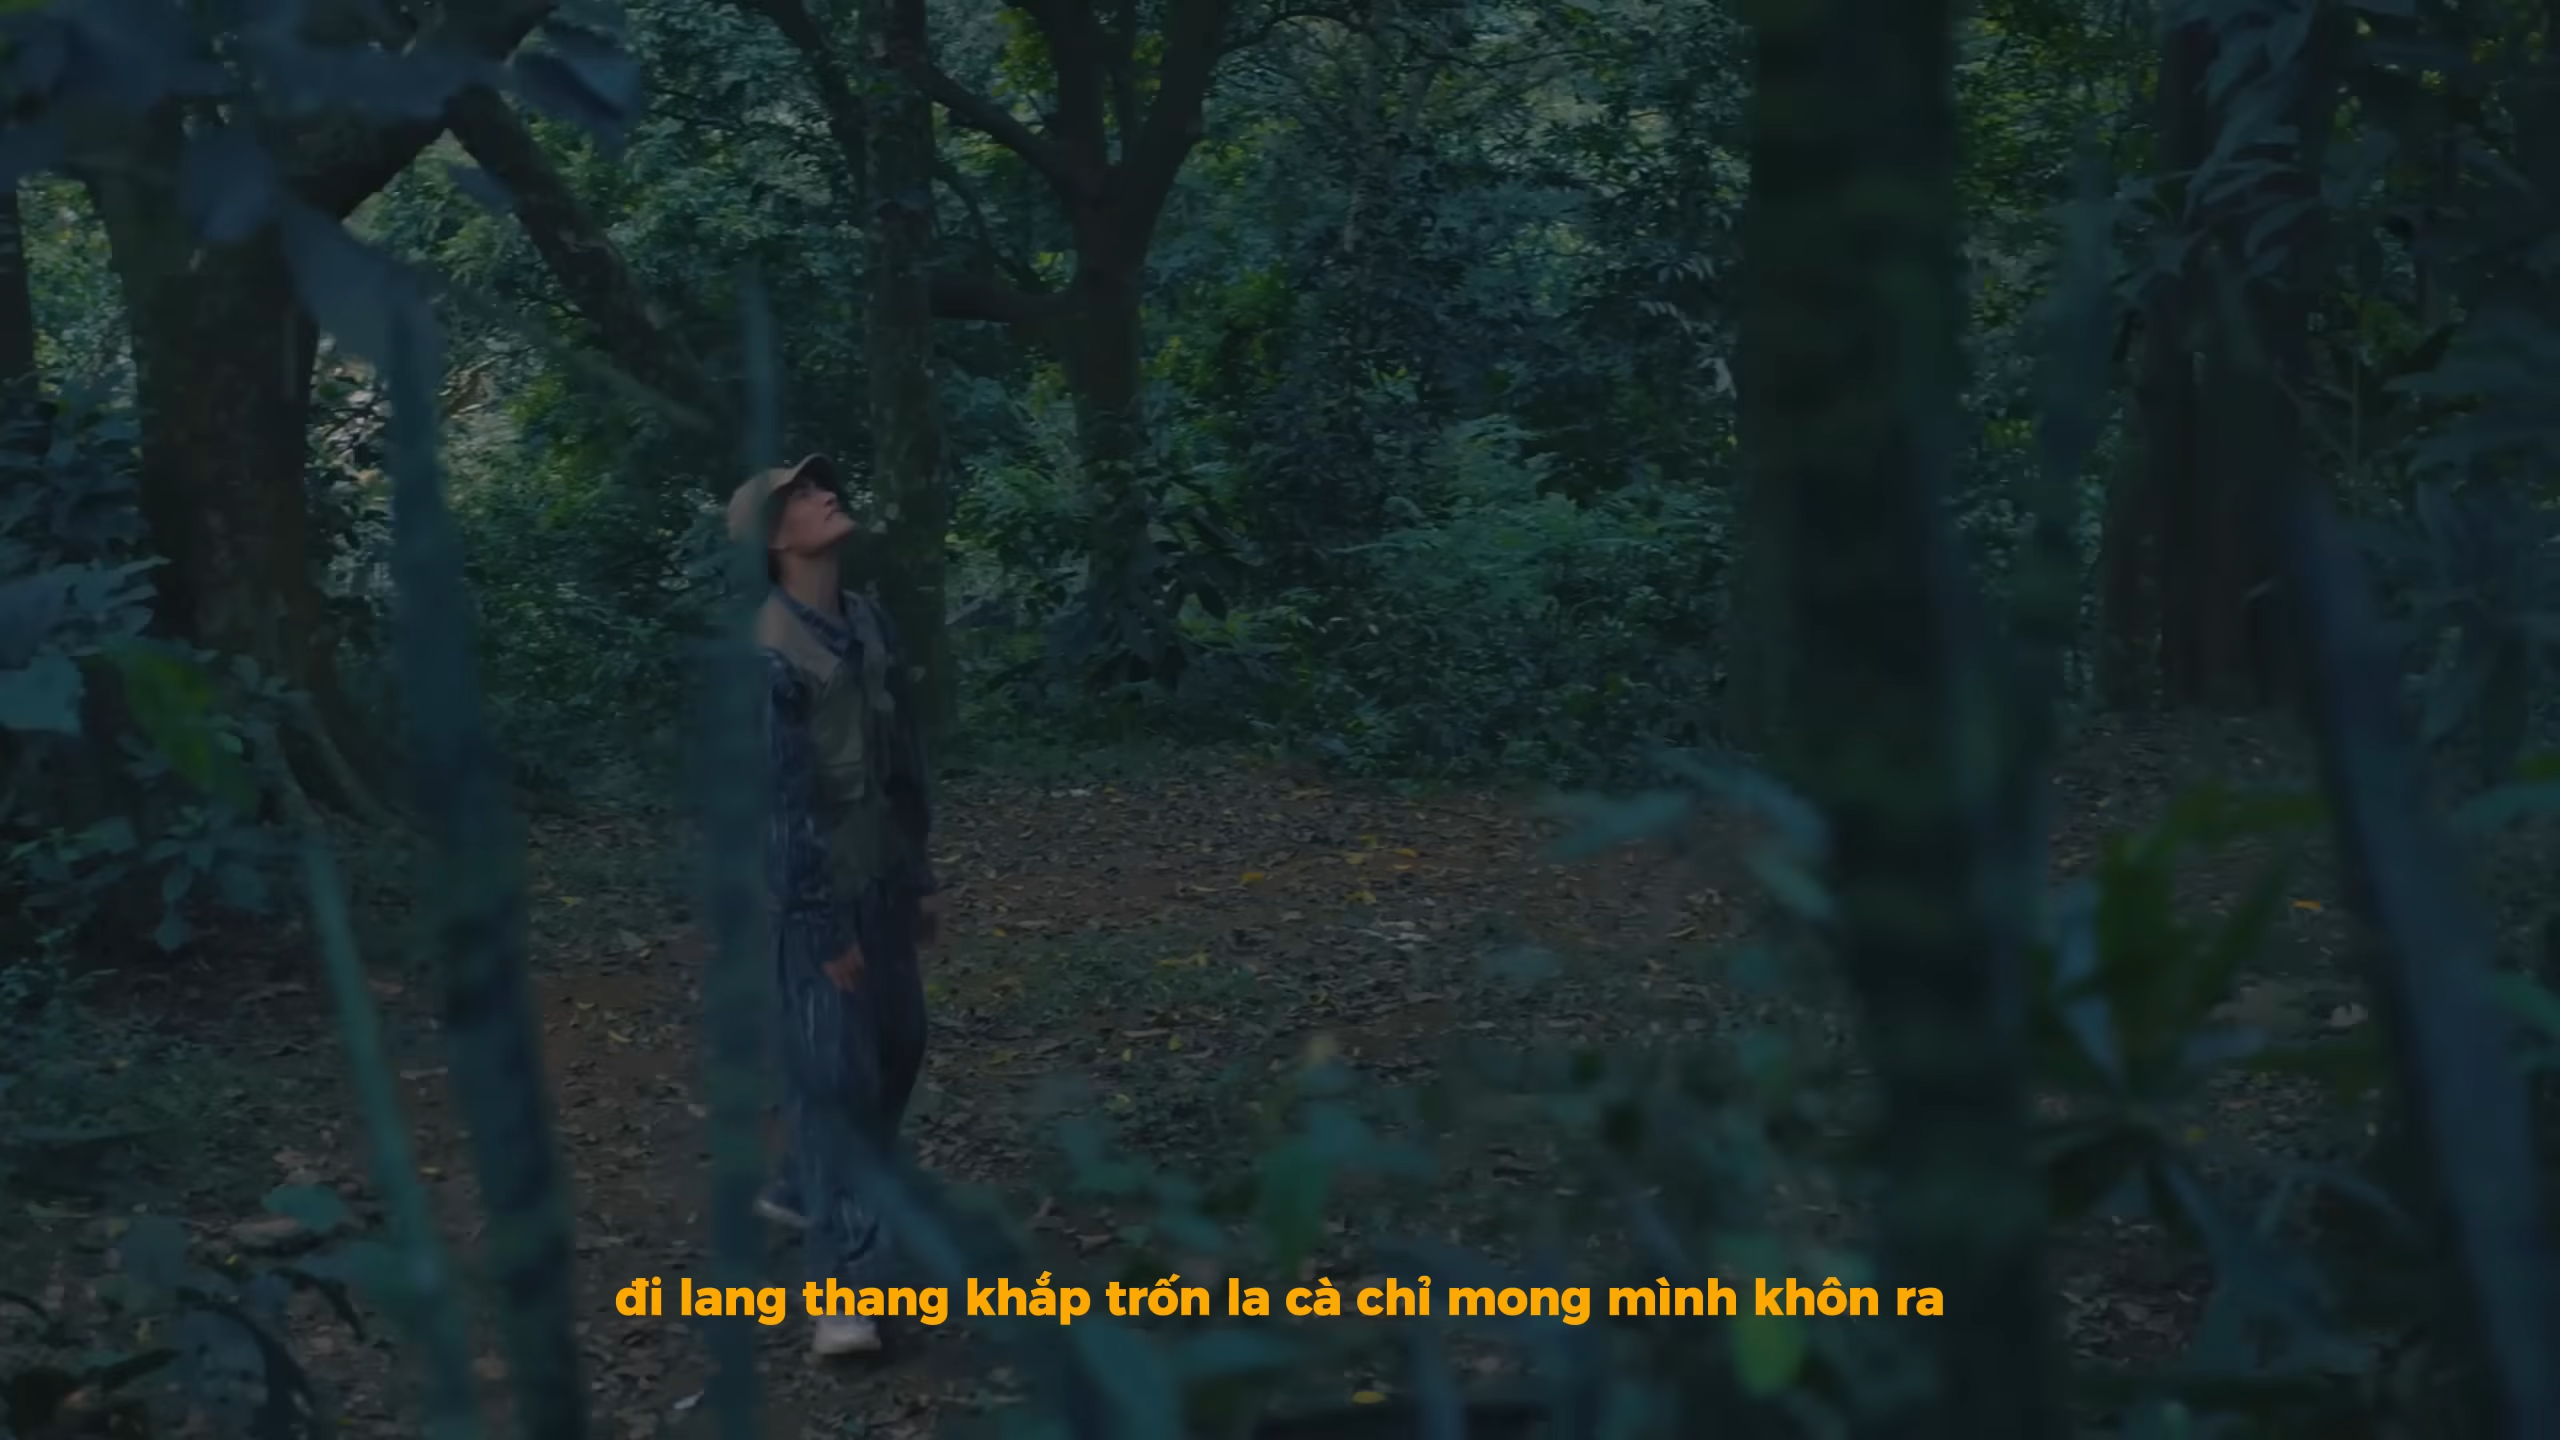 đi lang thang khắp trốn la cà chỉ mong mình khôn ra